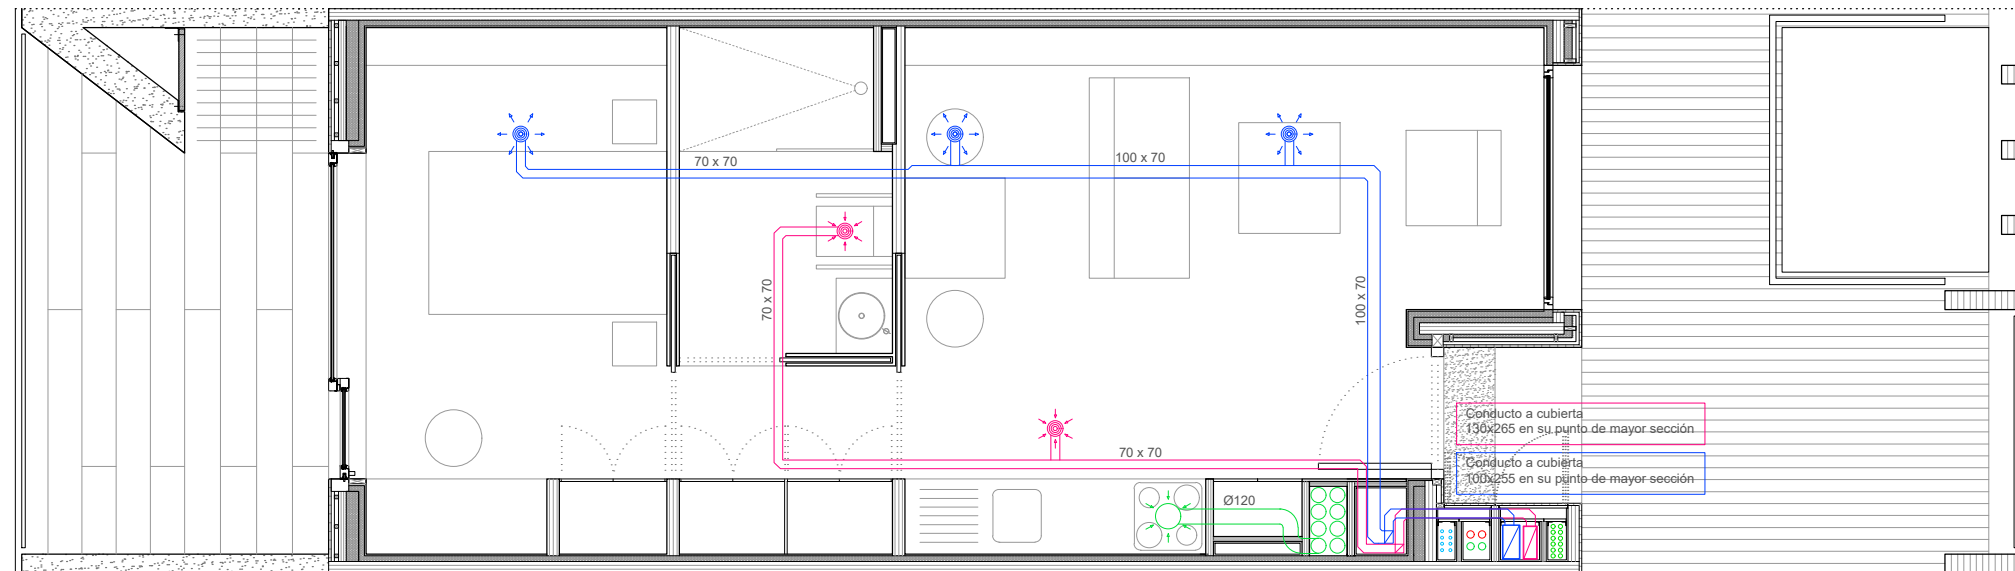 70 x 70
100 x 70
70 x 70
100 x 70
Conducto a cubierta
130x265 en su punto de mayor sección
70 x 70
Conducto a cubierta
100x255 en su punto de mayor sección
Ø120